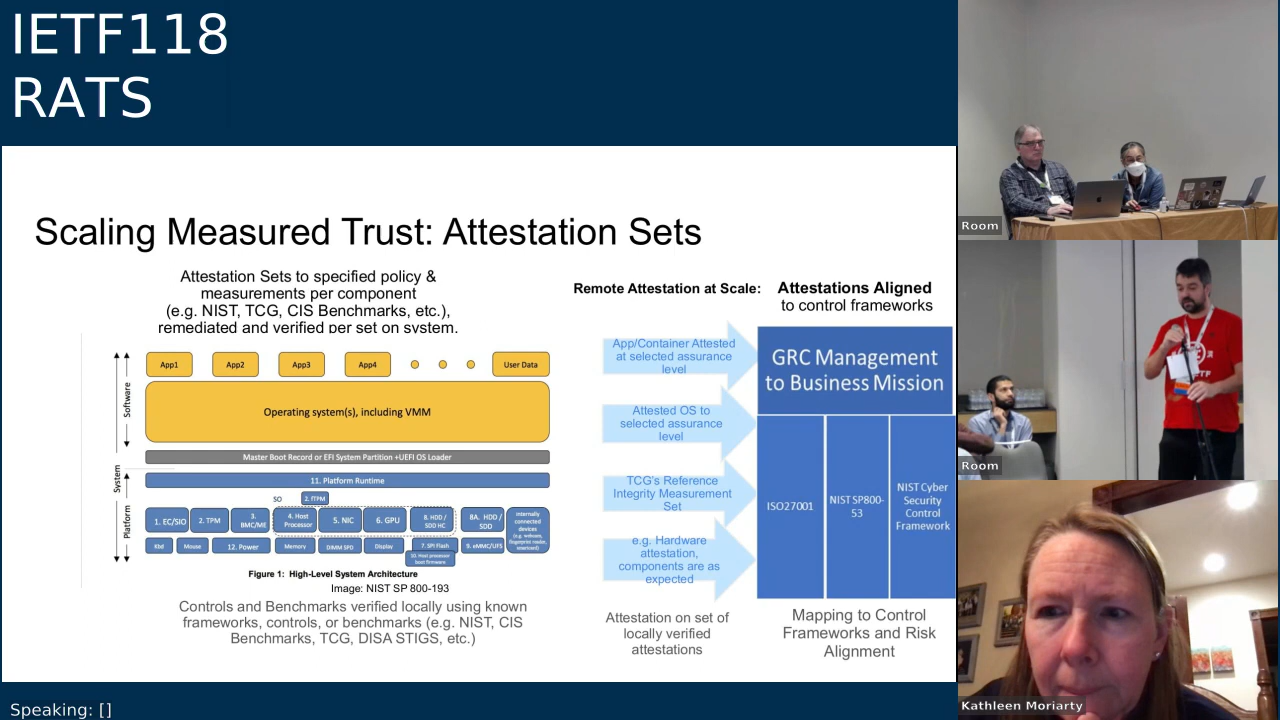 IETF118
RATS
Scaling Measured Trust: Attestation Sets
Attestation Sets to specified policy &
measurements per component
(e.g. NIST, TCG, CIS Benchmarks, etc.),
remediated and verified per set on system.
System
Software
Platform
App1
App2
App3
App4
User Data
Operating system(s), including VMM
Master Boot Record or EFI System Partition +UEFI OS Loader
11. Platform Runtime
SO
2. fTPM
1. EC/SIO
2. TPM
3.
BMC/ME
4. Host
Processor
5. NIC
6. GPU
8. HDD /
SDD HC
8A. HDD /
SDD
internally
connected
devices
Kbd
Mouse
12. Power
Memory
DIMM SPD
Display
7. SPI Flash
9. eMMC/UFS
10. Host processor
boot firmware
Figure 1: High-Level System Architecture
Image: NIST SP 800-193
Controls and Benchmarks verified locally using known
frameworks, controls, or benchmarks (e.g. NIST, CIS
Benchmarks, TCG, DISA STIGS, etc.)
Remote Attestation at Scale:
App/Container Attested
at selected assurance
level
Attested OS to
selected assurance
level
TCG's Reference
Integrity Measurement
Set
e.g. Hardware
attestation,
components are as
expected
Attestation on set of
locally verified
attestations
Attestations Aligned
to control frameworks
GRC Management
to Business Mission
ISO27001
NIST SP800-
53
NIST Cyber
Security
Control
Framework
Mapping to Control
Frameworks and Risk
Alignment
Room
Room
Kathleen Moriarty
Speaking: []